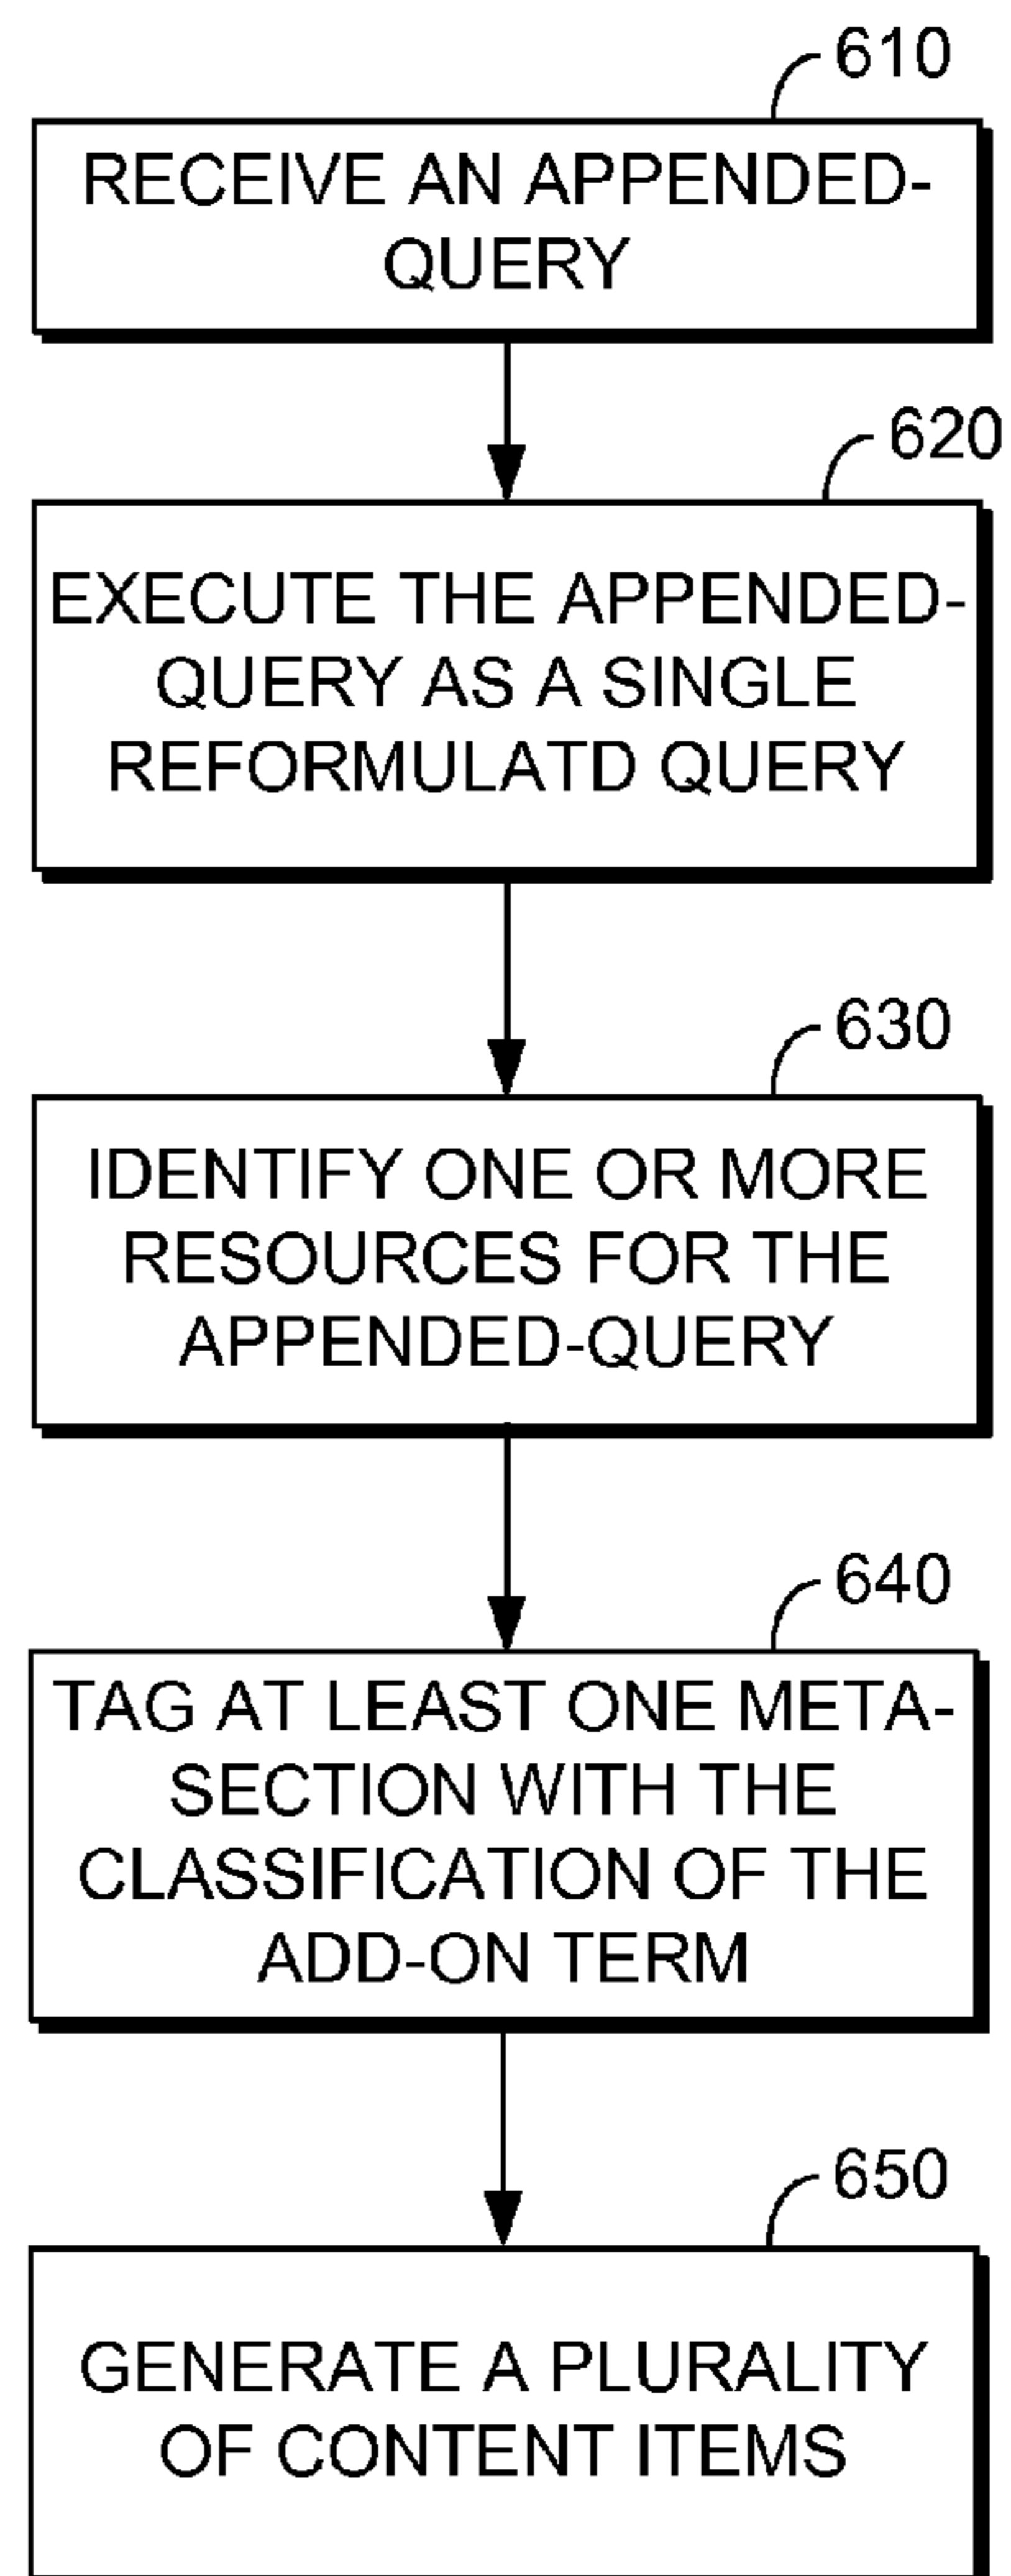 610
RECEIVE AN APPENDED-
QUERY
620
EXECUTE THE APPENDED-
QUERY AS A SINGLE
REFORMULATD QUERY
630
IDENTIFY ONE OR MORE
RESOURCES FOR THE
APPENDED-QUERY
640
TAG AT LEAST ONE META-
SECTION WITH THE
CLASSIFICATION OF THE
ADD-ON TERM
650
GENERATE A PLURALITY
OF CONTENT ITEMS